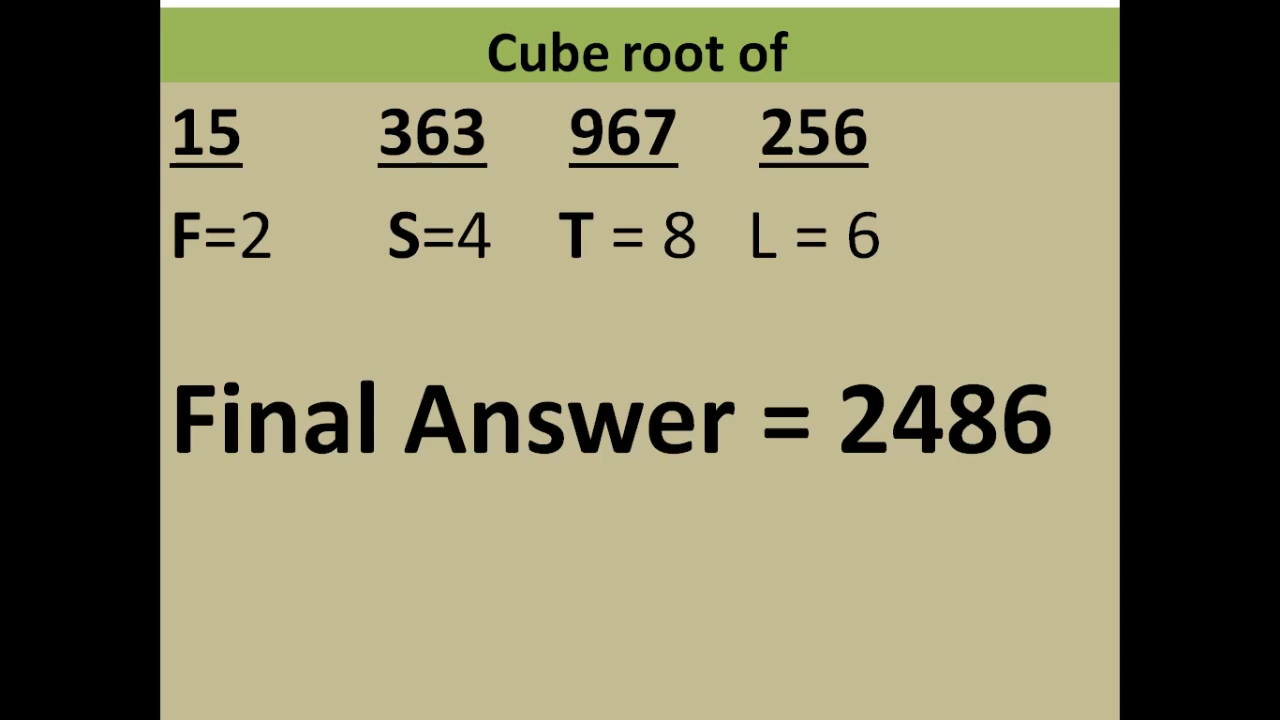 Cube root of
15 363 967 256
F=2 S=4 T = 8 L = 6
Final Answer = 2486